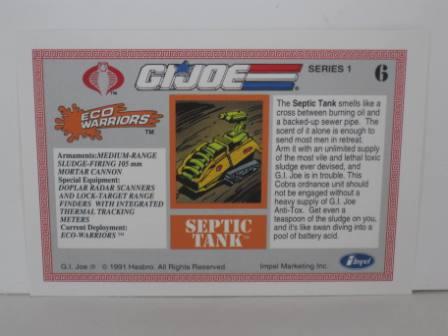 G.I.JOE
SERIES 1
6
ECO
WARRIORS™
Armaments: MEDIUM-RANGE
SLUDGE-FIRING 105 mm
MORTAR CANNON
Special Equipment:
DOPLAR RADAR SCANNERS
AND LOCK-TARGET RANGE
FINDERS WITH INTEGRATED
THERMAL TRACKING
METERS
Current Deployment:
ECO-WARRIORS™
SEPTIC
TANK™
The Septic Tank smells like a
cross between burning oil and
a backed-up sewer pipe. The
scent of it alone is enough to
send most men in retreat.
Arm it with an unlimited supply
of the most vile and lethal toxic
sludge ever devised, and
G.I. Joe is in trouble. This
Cobra ordnance unit should
not be engaged without a
heavy supply of G.I. Joe
Anti-Tox. Get even a
teaspoon of the sludge on you,
and it's like swan diving into a
pool of battery acid.
G.I. Joe ® © 1991 Hasbro. All Rights Reserved.
Impel Marketing Inc.
impel